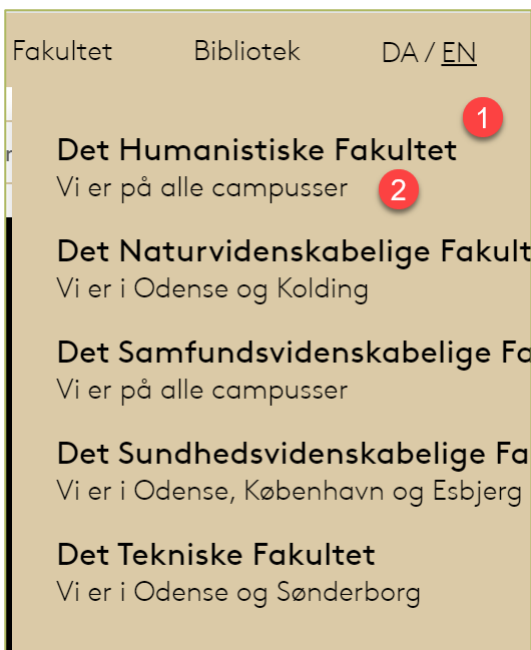 Fakultet Bibliotek DA / EN
1
Det Humanistiske Fakultet
Vi er på alle campusser 2
Det Naturvidenskabelige Fakult
Vi er i Odense og Kolding
Det Samfundsvidenskabelige Fa
Vi er på alle campusser
Det Sundhedsvidenskabelige Fa
Vi er i Odense, København og Esbjerg
Det Tekniske Fakultet
Vi er i Odense og Sønderborg